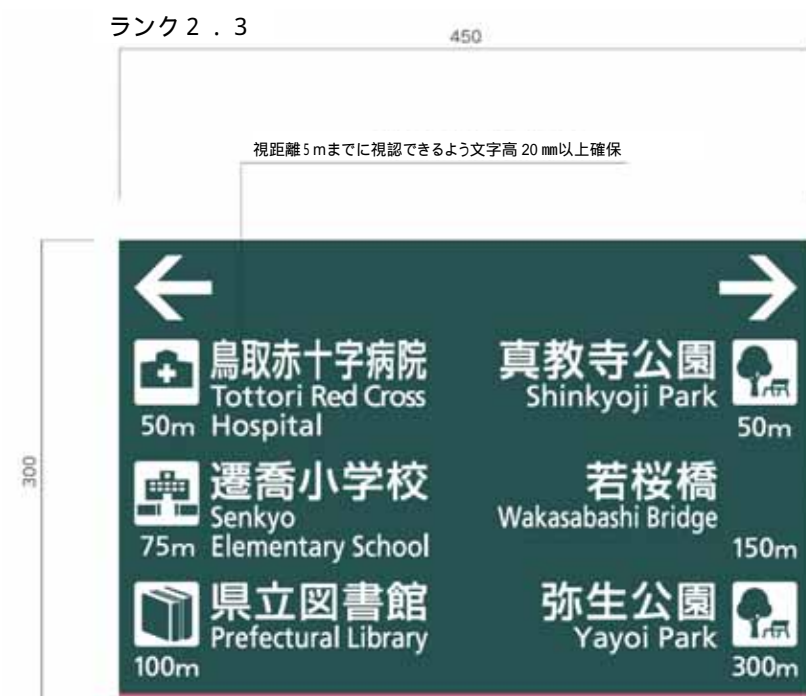 ランク２．３
450
視距離5mまでに視認できるよう文字高20㎜以上確保
300
鳥取赤十字病院
Tottori Red Cross
Hospital
50m
遷喬小学校
Senkyo
Elementary School
75m
県立図書館
Prefectural Library
100m
真教寺公園
Shinkyoji Park
50m
若桜橋
Wakasabashi Bridge
150m
弥生公園
Yayoi Park
300m